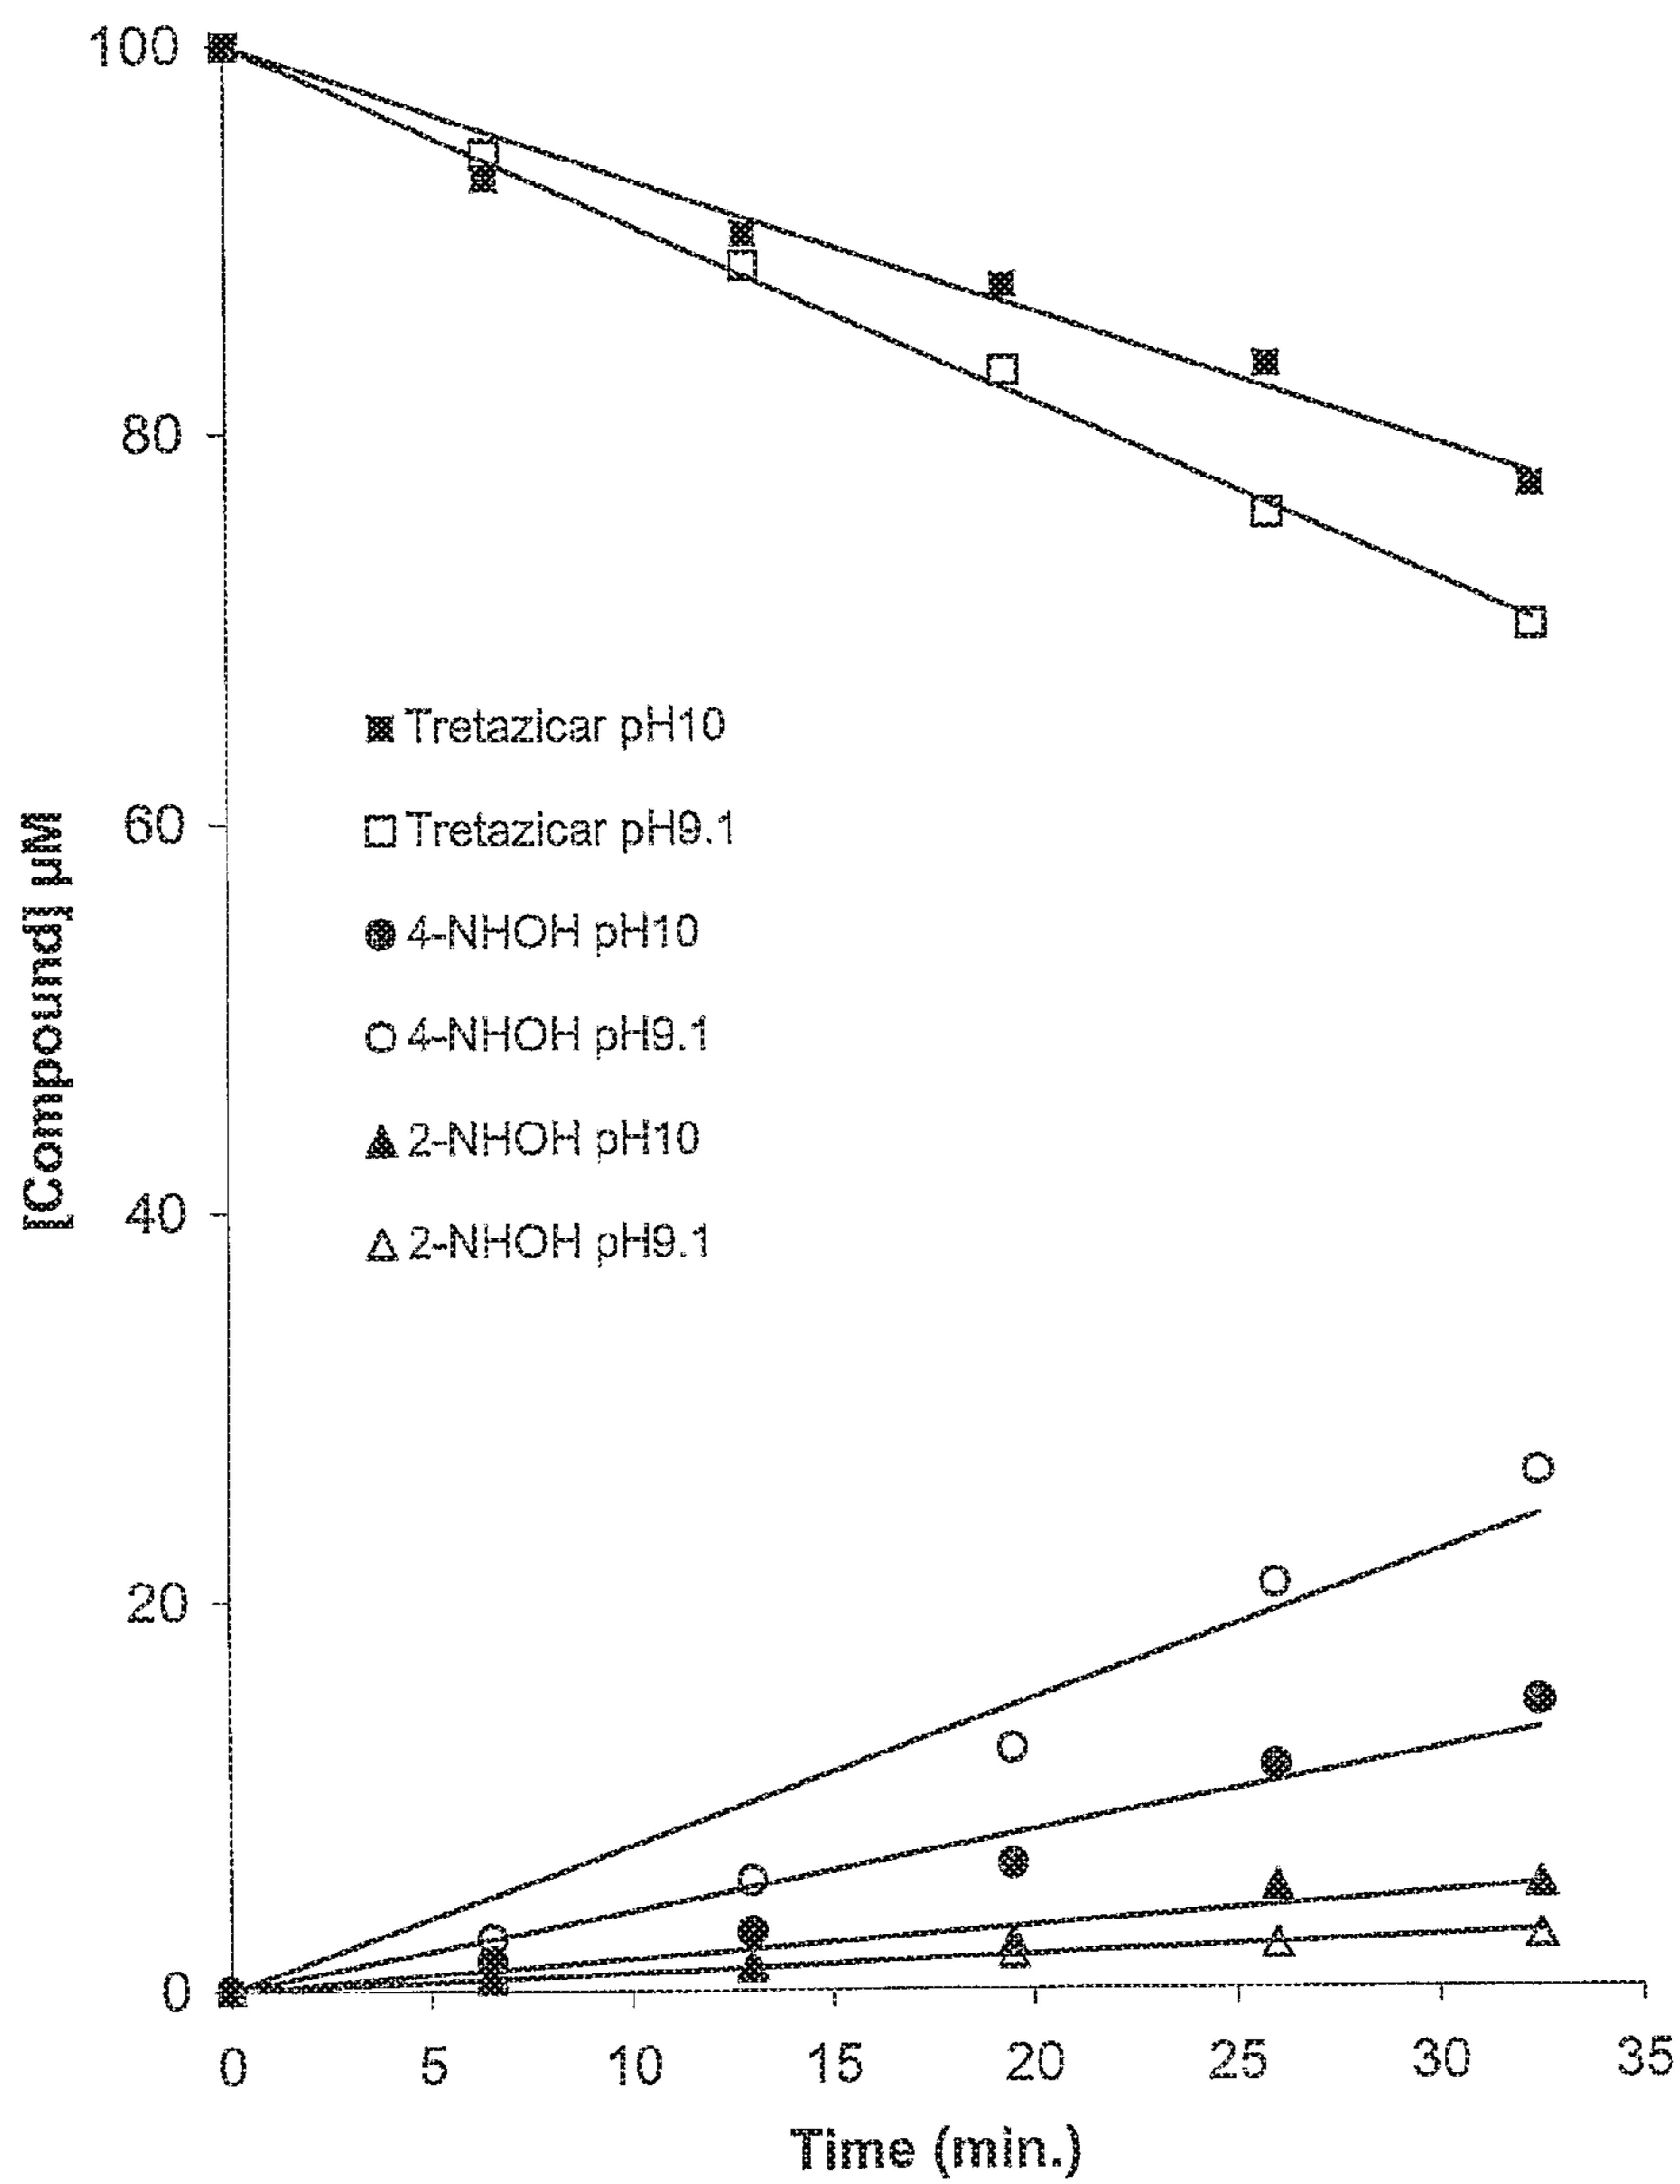 100
80
60
40
20
0
[Compound] µM
Tretazicar pH10
Tretazicar pH9.1
4-NHOH pH10
4-NHOH pH9.1
2-NHOH pH10
2-NHOH pH9.1
0 5 10 15 20 25 30 35
Time (min.)